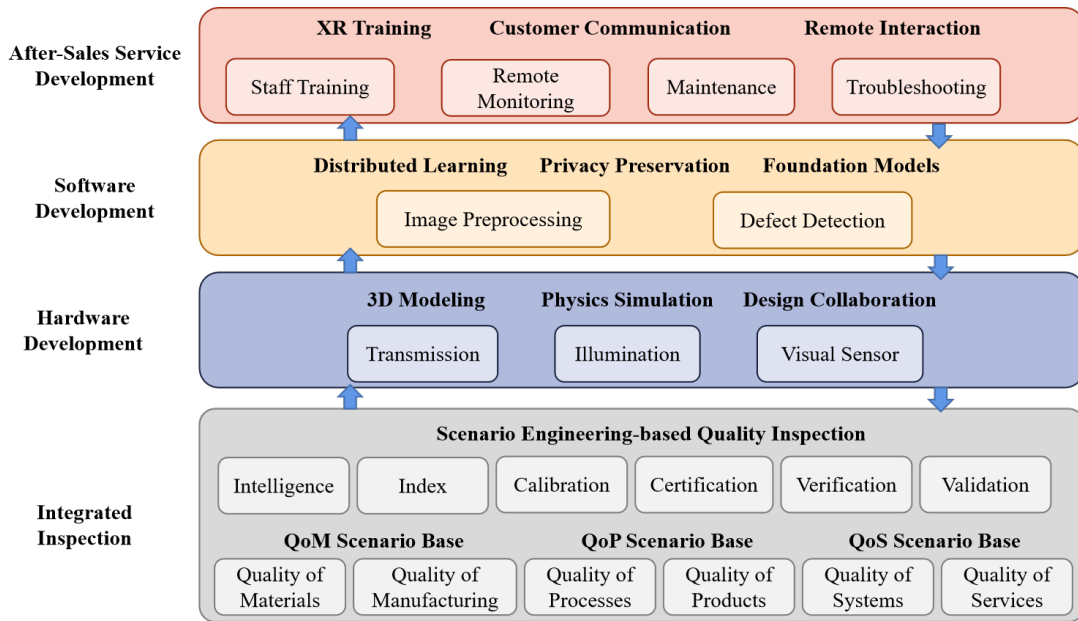 After-Sales Service
Development
XR Training
Customer Communication
Remote Interaction
Staff Training
Remote
Monitoring
Maintenance
Troubleshooting
Software
Development
Distributed Learning
Privacy Preservation
Foundation Models
Image Preprocessing
Defect Detection
Hardware
Development
3D Modeling
Physics Simulation
Design Collaboration
Transmission
Illumination
Visual Sensor
Integrated
Inspection
Scenario Engineering-based Quality Inspection
Intelligence
Index
Calibration
Certification
Verification
Validation
QoM Scenario Base
QoP Scenario Base
QoS Scenario Base
Quality of
Materials
Quality of
Manufacturing
Quality of
Processes
Quality of
Products
Quality of
Systems
Quality of
Services